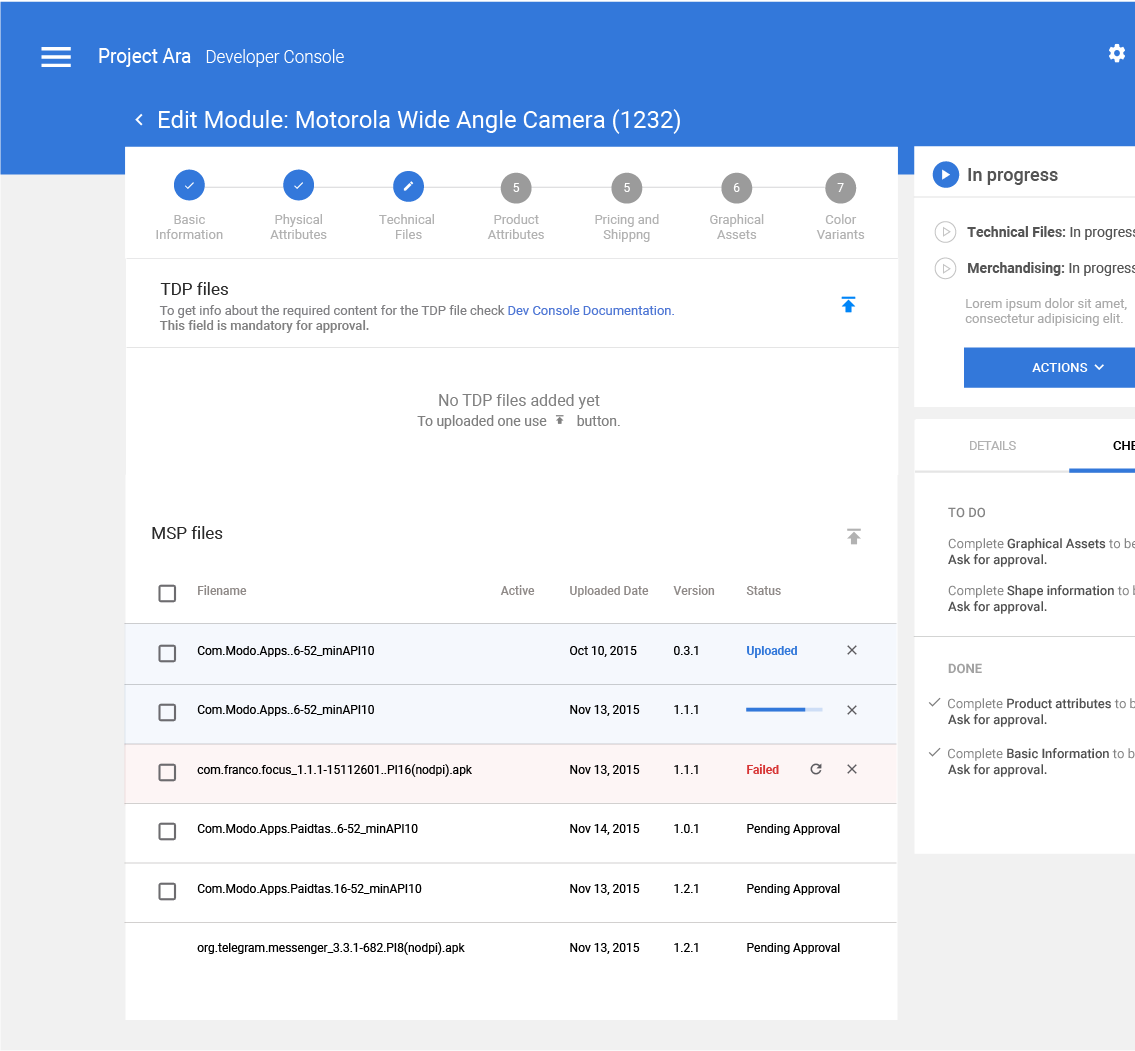 Project Ara Developer Console
Edit Module: Motorola Wide Angle Camera (1232)
5
5
6
7
Basic
Information
Physical
Attributes
Technical
Files
Product
Attributes
Pricing and
Shippng
Graphical
Assets
Color
Variants
TDP files
To get info about the required content for the TDP file check Dev Console Documentation.
This field is mandatory for approval.
No TDP files added yet
To uploaded one use button.
MSP files
Filename Active Uploaded Date Version Status
Com.Modo.Apps..6-52_minAPI10 Oct 10, 2015 0.3.1 Uploaded
Com.Modo.Apps..6-52_minAPI10 Nov 13, 2015 1.1.1
com.franco.focus_1.1.1-15112601..PI16(nodpi).apk Nov 13, 2015 1.1.1 Failed
Com.Modo.Apps.Paidtas..6-52_minAPI10 Nov 14, 2015 1.0.1 Pending Approval
Com.Modo.Apps.Paidtas.16-52_minAPI10 Nov 13, 2015 1.2.1 Pending Approval
org.telegram.messenger_3.3.1-682.PI8(nodpi).apk Nov 13, 2015 1.2.1 Pending Approval
In progress
Technical Files: In progress
Merchandising: In progress
Lorem ipsum dolor sit amet,
consectetur adipisicing elit.
ACTIONS
DETAILS CHE
TO DO
Complete Graphical Assets to be
Ask for approval.
Complete Shape information to b
Ask for approval.
DONE
Complete Product attributes to b
Ask for approval.
Complete Basic Information to b
Ask for approval.